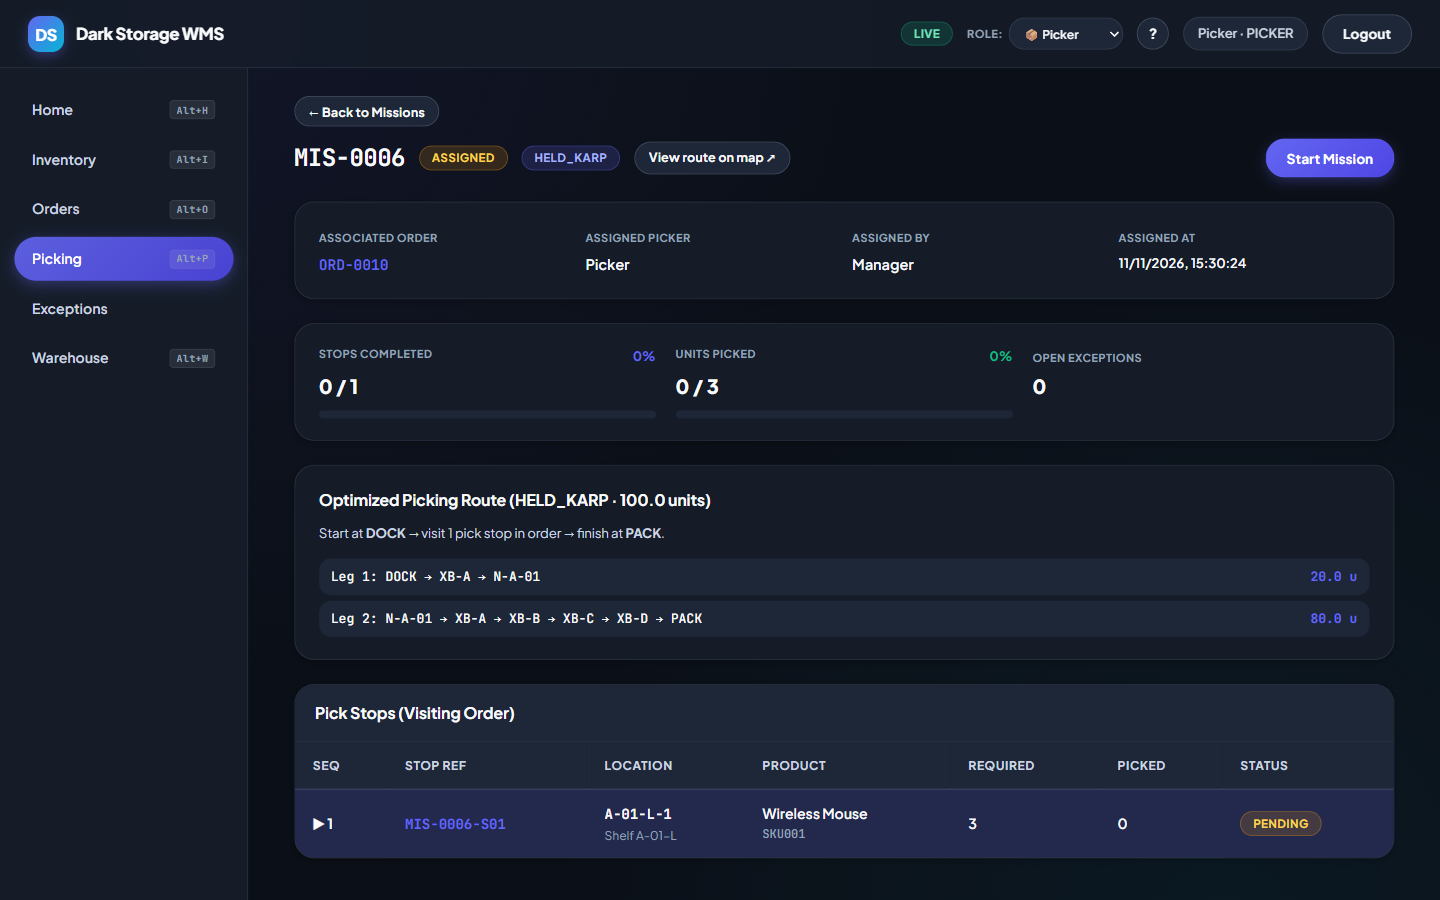 DS Dark Storage WMS LIVE ROLE: 📦 Picker ? Picker · PICKER Logout
Home Alt+H
Inventory Alt+I
Orders Alt+O
Picking Alt+P
Exceptions
Warehouse Alt+W
← Back to Missions
MIS-0006 ASSIGNED HELD_KARP View route on map ↗ Start Mission
ASSOCIATED ORDER ASSIGNED PICKER ASSIGNED BY ASSIGNED AT
ORD-0010 Picker Manager 11/11/2026, 15:30:24
STOPS COMPLETED 0% UNITS PICKED 0% OPEN EXCEPTIONS
0 / 1 0 / 3 0
Optimized Picking Route (HELD_KARP · 100.0 units)
Start at DOCK → visit 1 pick stop in order → finish at PACK.
Leg 1: DOCK → XB-A → N-A-01 20.0 u
Leg 2: N-A-01 → XB-A → XB-B → XB-C → XB-D → PACK 80.0 u
Pick Stops (Visiting Order)
SEQ STOP REF LOCATION PRODUCT REQUIRED PICKED STATUS
▶ 1 MIS-0006-S01 A-01-L-1 Wireless Mouse 3 0 PENDING
Shelf A-01-L SKU001